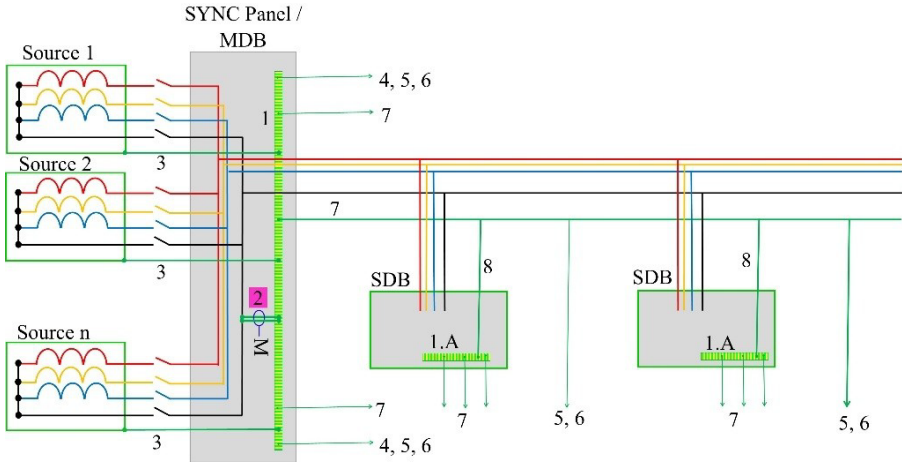 SYNC Panel /
MDB
Source 1
4, 5, 6
1
7
3
Source 2
7
3
8
8
SDB
SDB
2
M
Source n
1.A
1.A
7
7
5, 6
7
5, 6
3
4, 5, 6